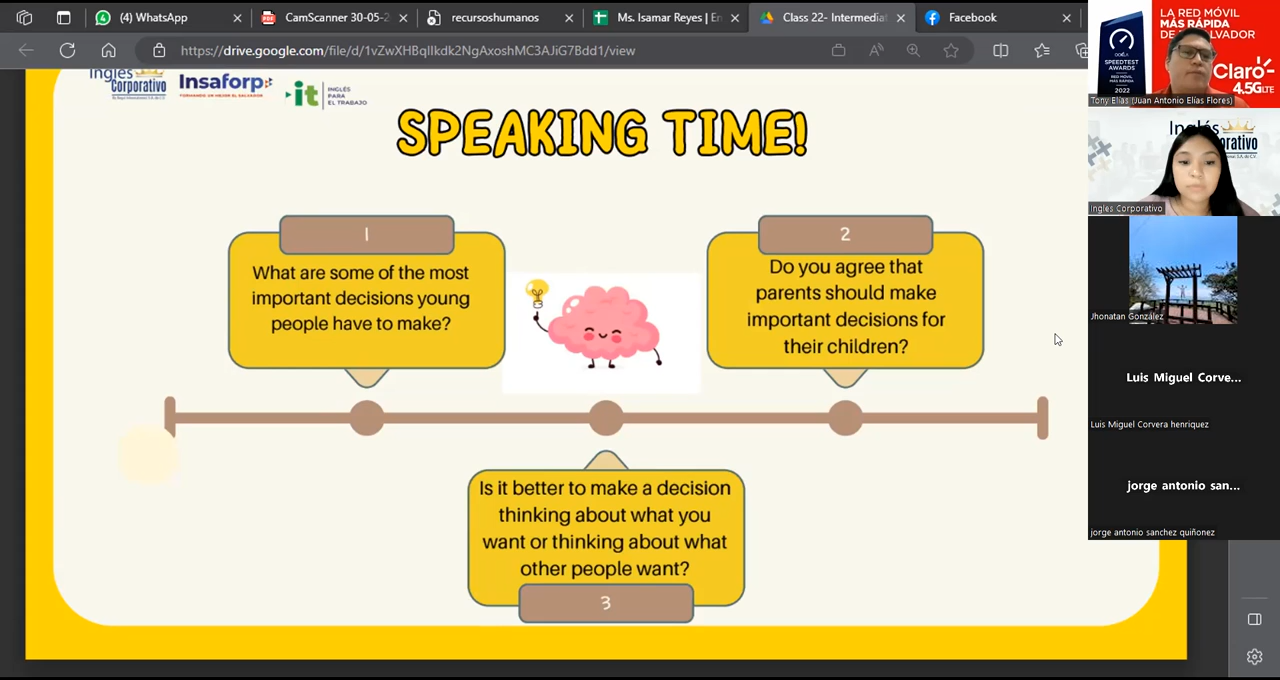 (4) WhatsApp
CamScanner 30-05-2
recursoshumanos
Ms. Isamar Reyes | En
Class 22- Intermediat
Facebook
https://drive.google.com/file/d/1vZwXHBqlIkdk2NgAxoshMC3AJiG7Bdd1/view
Inglés
Corporativo
Insaforp
it
INGLÉS
PARA
EL TRABAJO
SPEAKING TIME!
1
What are some of the most
important decisions young
people have to make?
2
Do you agree that
parents should make
important decisions for
their children?
Is it better to make a decision
thinking about what you
want or thinking about what
other people want?
3
LA RED MÓVIL
MÁS RÁPIDA
DE
SALVADOR
SPEEDTEST
AWARDS
2022
Claro
4.5G LTE
Tony Elías (Juan Antonio Elías Flores)
Inglés
Corporativo
Ingles Corporativo
Jhonatan González
Luis Miguel Corve...
Luis Miguel Corvera henriquez
jorge antonio san...
jorge antonio sanchez quiñonez